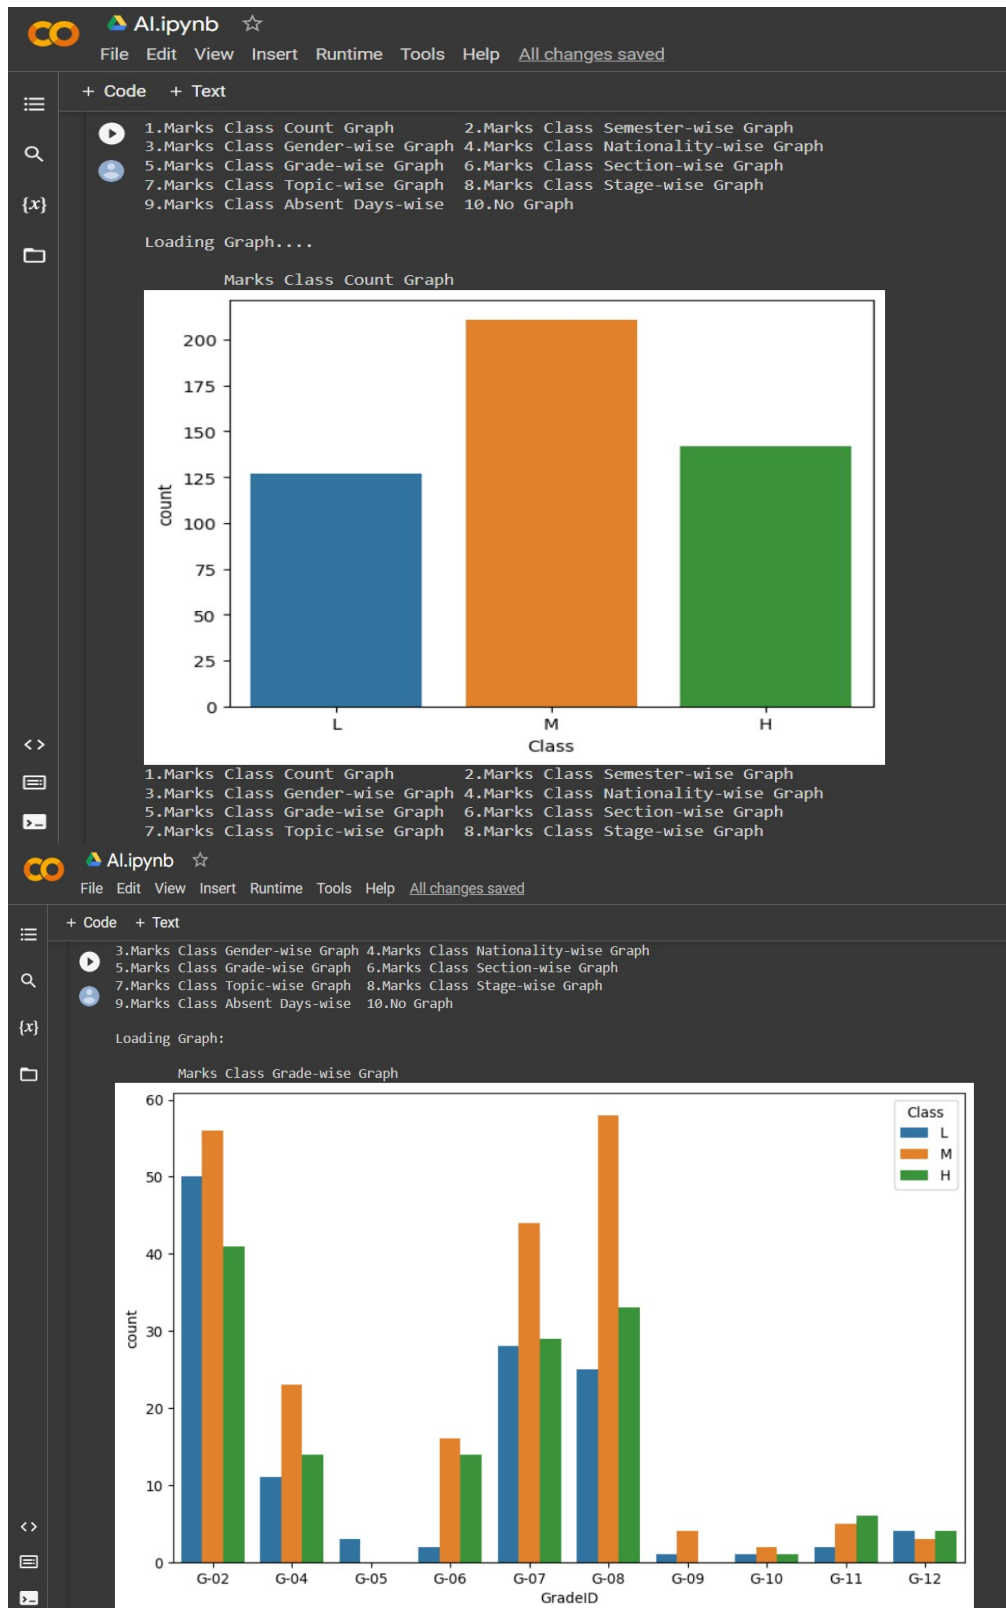 AI.ipynb
File Edit View Insert Runtime Tools Help All changes saved
+ Code + Text
1.Marks Class Count Graph 2.Marks Class Semester-wise Graph
3.Marks Class Gender-wise Graph 4.Marks Class Nationality-wise Graph
5.Marks Class Grade-wise Graph 6.Marks Class Section-wise Graph
7.Marks Class Topic-wise Graph 8.Marks Class Stage-wise Graph
9.Marks Class Absent Days-wise 10.No Graph
{x}
Loading Graph....
Marks Class Count Graph
200
175
150
125
100
75
50
25
0
count
L M H
Class
1.Marks Class Count Graph 2.Marks Class Semester-wise Graph
3.Marks Class Gender-wise Graph 4.Marks Class Nationality-wise Graph
5.Marks Class Grade-wise Graph 6.Marks Class Section-wise Graph
7.Marks Class Topic-wise Graph 8.Marks Class Stage-wise Graph
AI.ipynb
File Edit View Insert Runtime Tools Help All changes saved
+ Code + Text
3.Marks Class Gender-wise Graph 4.Marks Class Nationality-wise Graph
5.Marks Class Grade-wise Graph 6.Marks Class Section-wise Graph
7.Marks Class Topic-wise Graph 8.Marks Class Stage-wise Graph
9.Marks Class Absent Days-wise 10.No Graph
{x}
Loading Graph:
Marks Class Grade-wise Graph
60
50
40
30
20
10
0
count
Class
L
M
H
G-02 G-04 G-05 G-06 G-07 G-08 G-09 G-10 G-11 G-12
GradeID